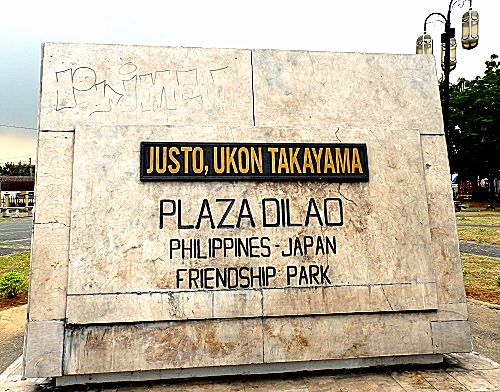 JUSTO, UKON TAKAYAMA
PLAZA DILAO
PHILIPPINES-JAPAN
FRIENDSHIP PARK